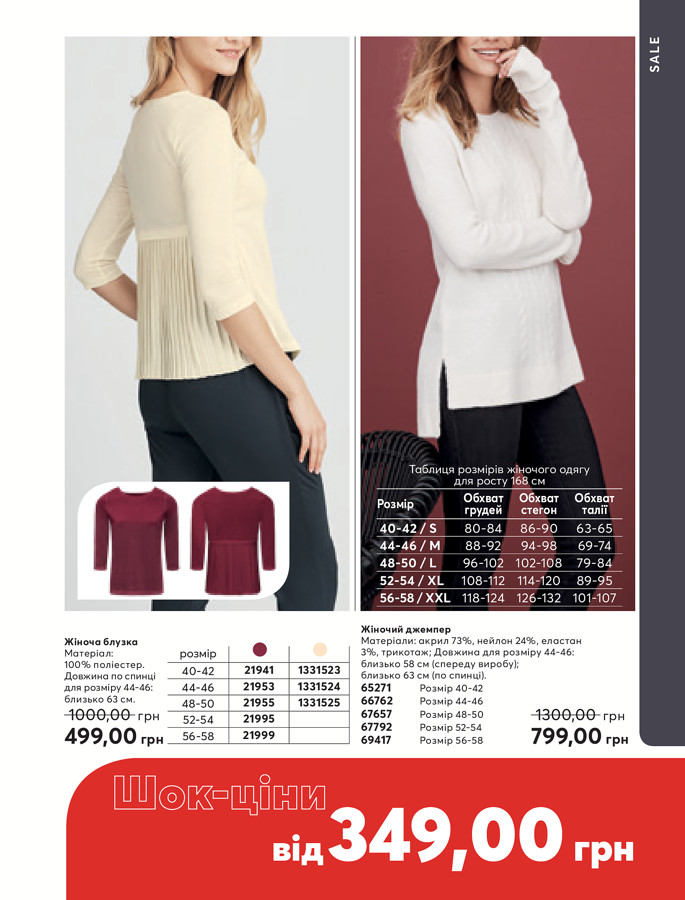 SALE
Таблиця розмірів жіночого одягу
для росту 168 см
Розмір Обхват грудей Обхват стегон Обхват талії
40-42 / S 80-84 86-90 63-65
44-46 / M 88-92 94-98 69-74
48-50 / L 96-102 102-108 79-84
52-54 / XL 108-112 114-120 89-95
56-58 / XXL 118-124 126-132 101-107
Жіноча блузка
Матеріал:
100% поліестер.
Довжина по спинці
для розміру 44-46:
близько 63 см.
1000,00 грн
499,00 грн
розмір
40-42 21941 1331523
44-46 21953 1331524
48-50 21955 1331525
52-54 21995
56-58 21999
Жіночий джемпер
Матеріали: акрил 73%, нейлон 24%, еластан
3%, трикотаж; Довжина для розміру 44-46:
близько 58 см (спереду виробу);
близько 63 см (по спинці).
65271 Розмір 40-42
66762 Розмір 44-46
67657 Розмір 48-50
67792 Розмір 52-54
69417 Розмір 56-58
1300,00 грн
799,00 грн
Шок-ціни
від 349,00 грн